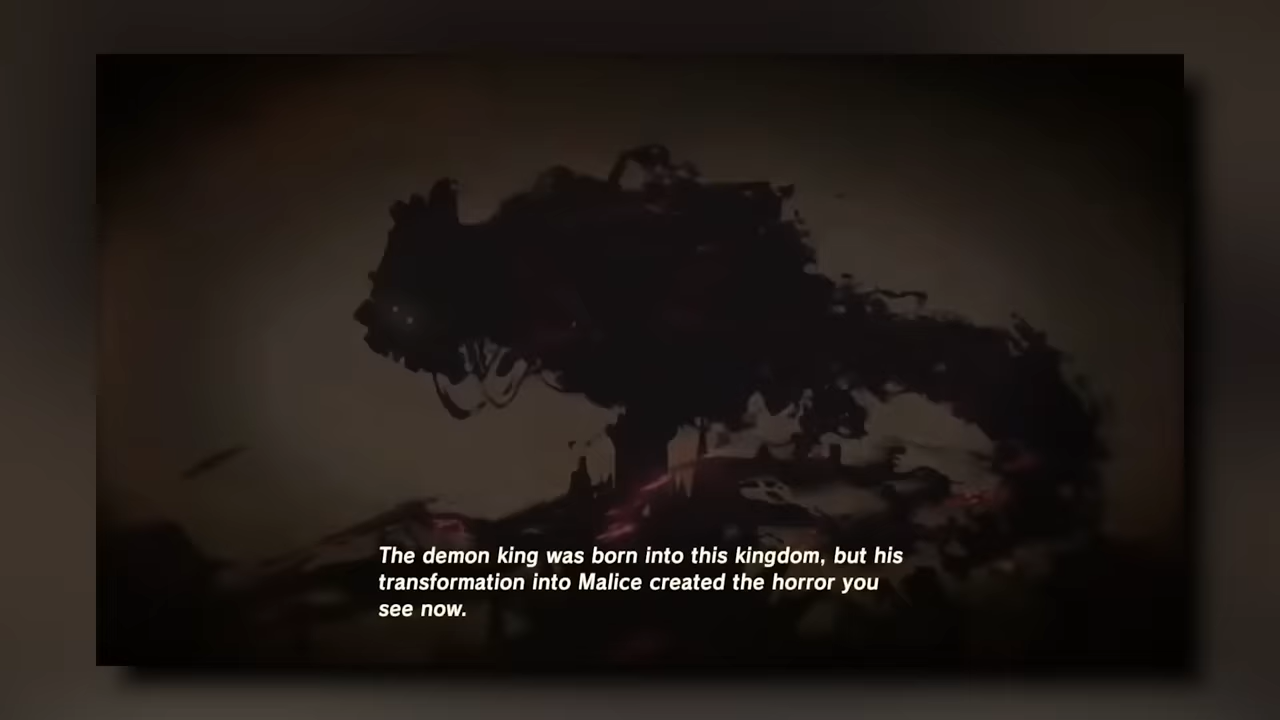 The demon king was born into this kingdom, but his
transformation into Malice created the horror you
see now.